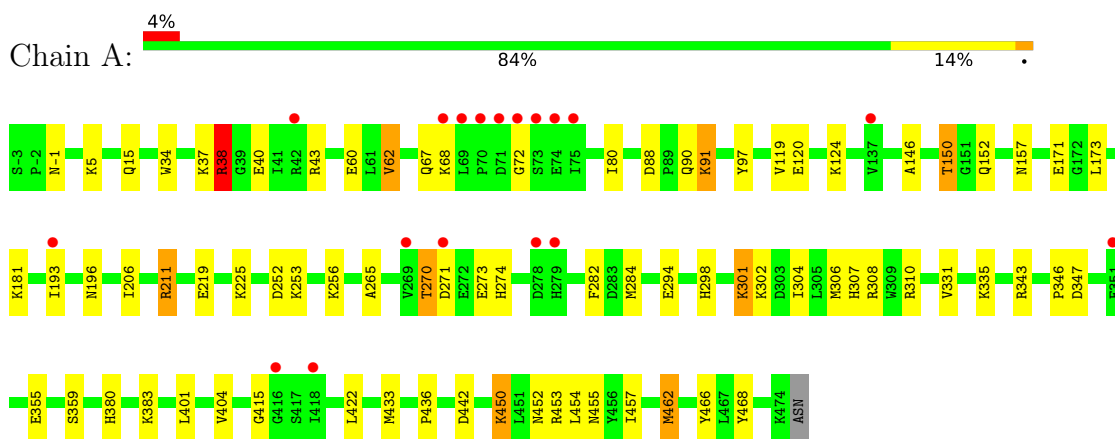 4%
Chain A:
84% 14% •
S-3 P-2 N-1 K5 Q15 W34 K37 R38 G39 E40 I41 R42 R43 E60 L61 V62 Q67 K68 L69 P70 D71 G72 S73 E74 I75 I80 D88 P89 Q90 K91 Y97 V119 E120 K124 V137 A146 T150 G151 Q152 N157 E171 G172 L173
K181 I193 N196 I206 R211 E219 K225 D252 K253 K256 A265 V269 T270 D271 E272 E273 H274 D278 H279 F282 D283 M284 E294 H298 K301 K302 D303 I304 L305 M306 H307 R308 W309 R310 V331 K335 R343 P346 D347 E351
E355 S359 H380 K383 L401 V404 G415 G416 S417 I418 L422 M433 P436 D442 K450 L451 N452 R453 L454 N455 Y456 I457 M462 Y466 L467 Y468 K474 ASN